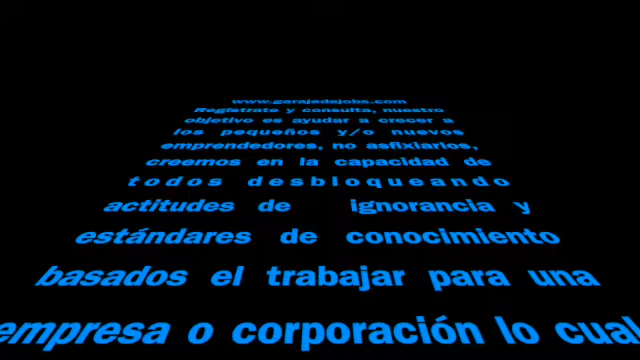 www.garajedejobs.com
Registrate y consulta, nuestro
objetivo es ayudar a crecer a
los pequeños y/o nuevos
emprendedores, no asfixiarlos,
creemos en la capacidad de
todos desbloqueando
actitudes de ignorancia y
estándares de conocimiento
basados el trabajar para una
empresa o corporación lo cual